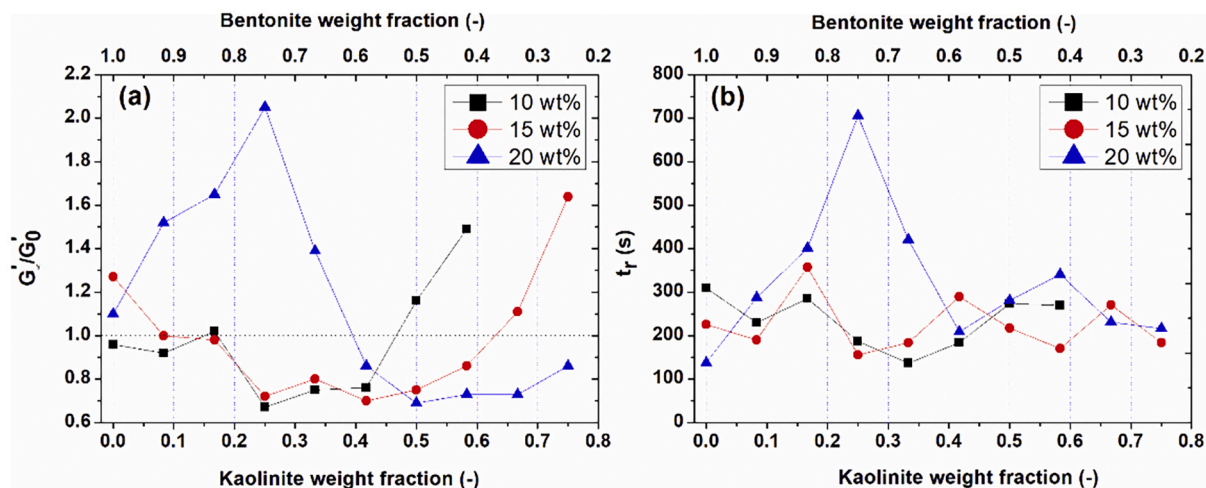 Bentonite weight fraction (-)
1.0 0.9 0.8 0.7 0.6 0.5 0.4 0.3 0.2
(a)
10 wt%
15 wt%
20 wt%
2.2
2.0
1.8
1.6
1.4
1.2
1.0
0.8
0.6
G'/G'0
0.0 0.1 0.2 0.3 0.4 0.5 0.6 0.7 0.8
Kaolinite weight fraction (-)
Bentonite weight fraction (-)
1.0 0.9 0.8 0.7 0.6 0.5 0.4 0.3 0.2
(b)
10 wt%
15 wt%
20 wt%
800
700
600
500
400
300
200
100
0
tr (s)
0.0 0.1 0.2 0.3 0.4 0.5 0.6 0.7 0.8
Kaolinite weight fraction (-)